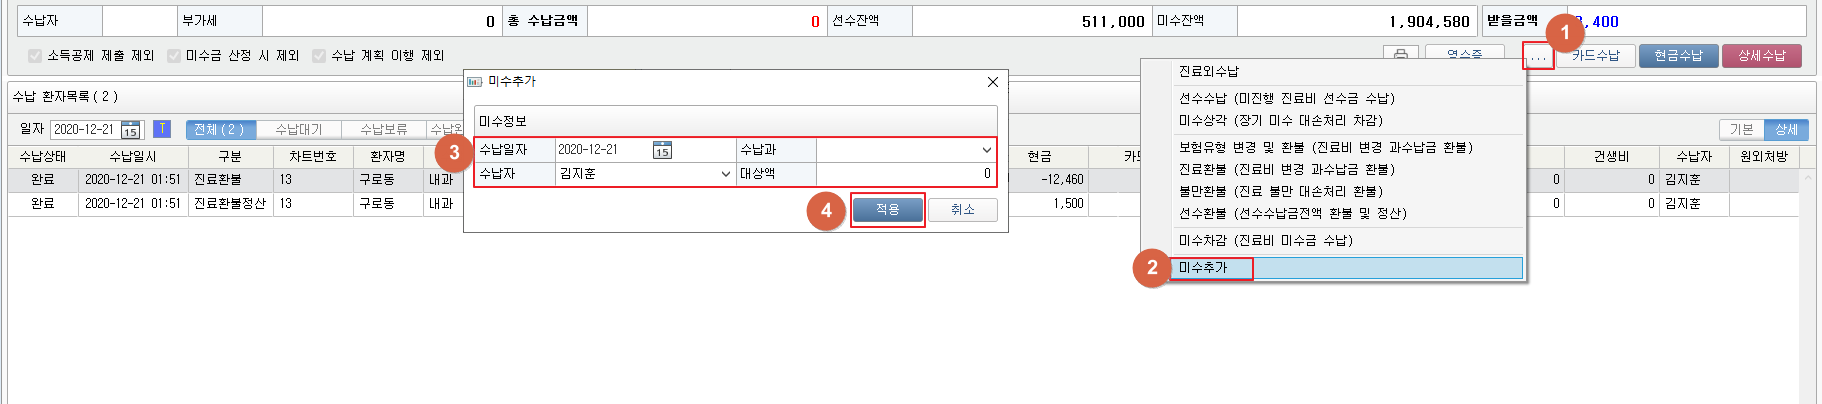 수납자 부가세 0 총 수납금액 0 선수잔액 511,000 미수잔액 1,904,580 받을금액 ,400
1
소득공제 제출 제외 미수금 산정 시 제외 수납 계획 이행 제외 영수증 ... 카드수납 현금수납 상세수납
수납 환자목록 ( 2 )
일자 2020-12-21 15 T 전체 ( 2 ) 수납대기 수납보류 기본 상세
수납상태 수납일시 구분 차트번호 환자명 현금 건생비 수납자 원외처방
완료 2020-12-21 01:51 진료환불 13 구로동 내과 -12,460 0 0 김지훈
완료 2020-12-21 01:51 진료환불정산 13 구로동 내과 1,500 0 0 김지훈
미수추가
미수정보
3
수납일자 2020-12-21 15 수납과
수납자 김지훈 대상액 0
4 적용 취소
진료외수납
선수수납 (미진행 진료비 선수금 수납)
미수상각 (장기 미수 대손처리 차감)
보험유형 변경 및 환불 (진료비 변경 과수납금 환불)
진료환불 (진료비 변경 과수납금 환불)
불만환불 (진료 불만 대손처리 환불)
선수환불 (선수수납금전액 환불 및 정산)
미수차감 (진료비 미수금 수납)
2 미수추가